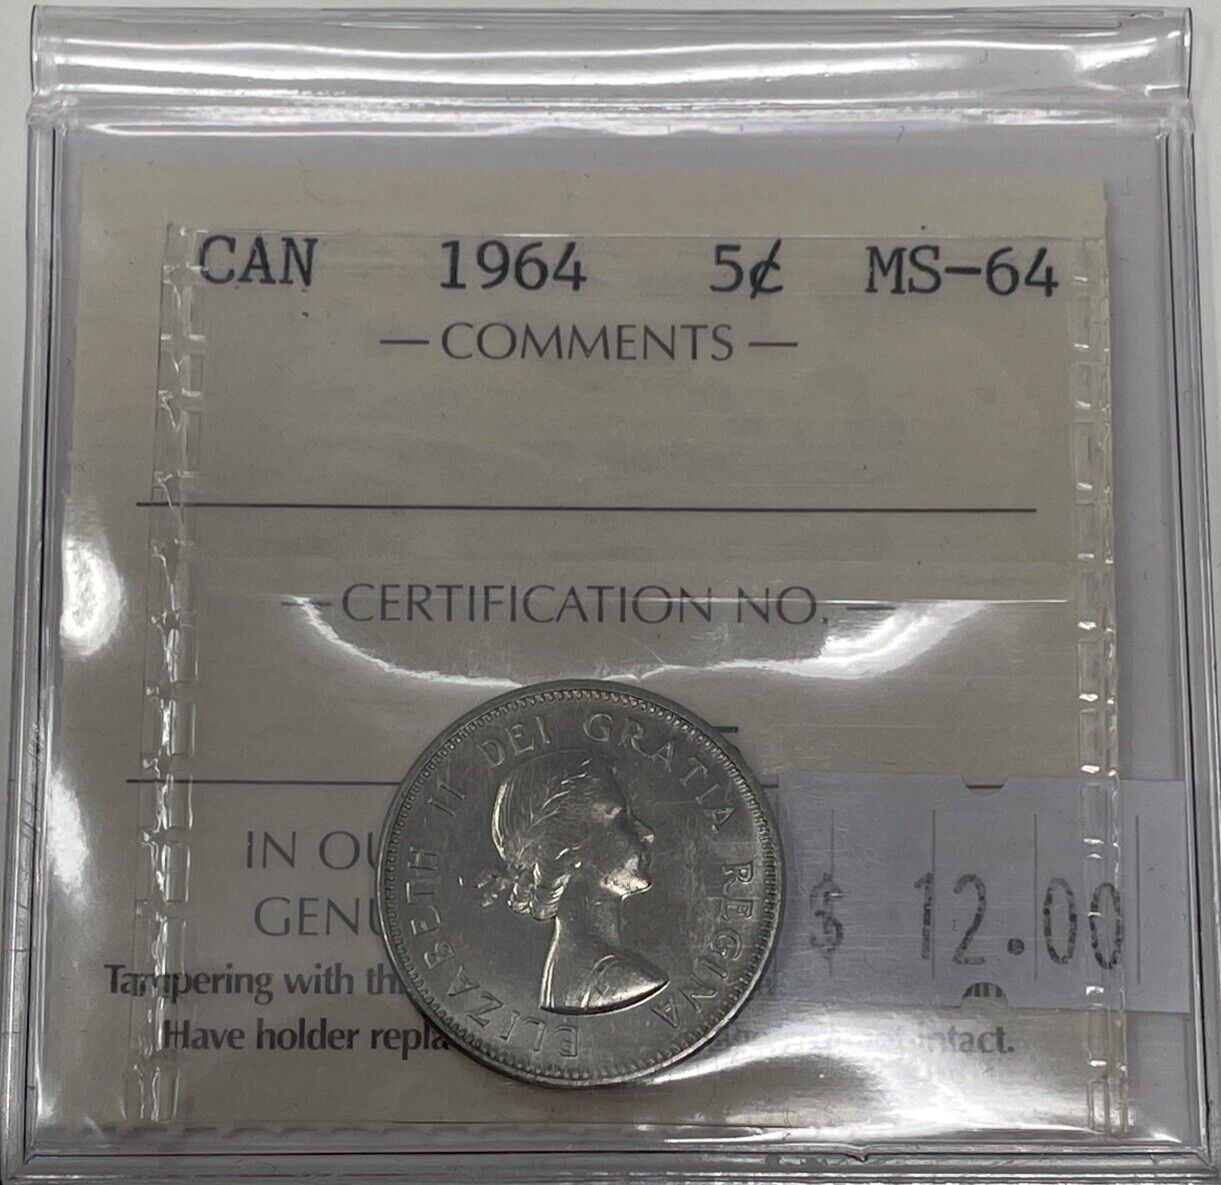 CAN 1964 5¢ MS-64
— COMMENTS —
— CERTIFICATION NO. —
ELIZABETH II DEI GRATIA REGINA
IN OU
GENU
$ 12.00
Tampering with th
Have holder repla intact.